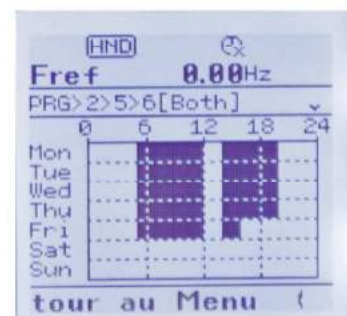 HND
Fref 0.00Hz
PRG>2>5>6[Both]
0 6 12 18 24
Mon
Tue
Wed
Thu
Fri
Sat
Sun
tour au Menu (